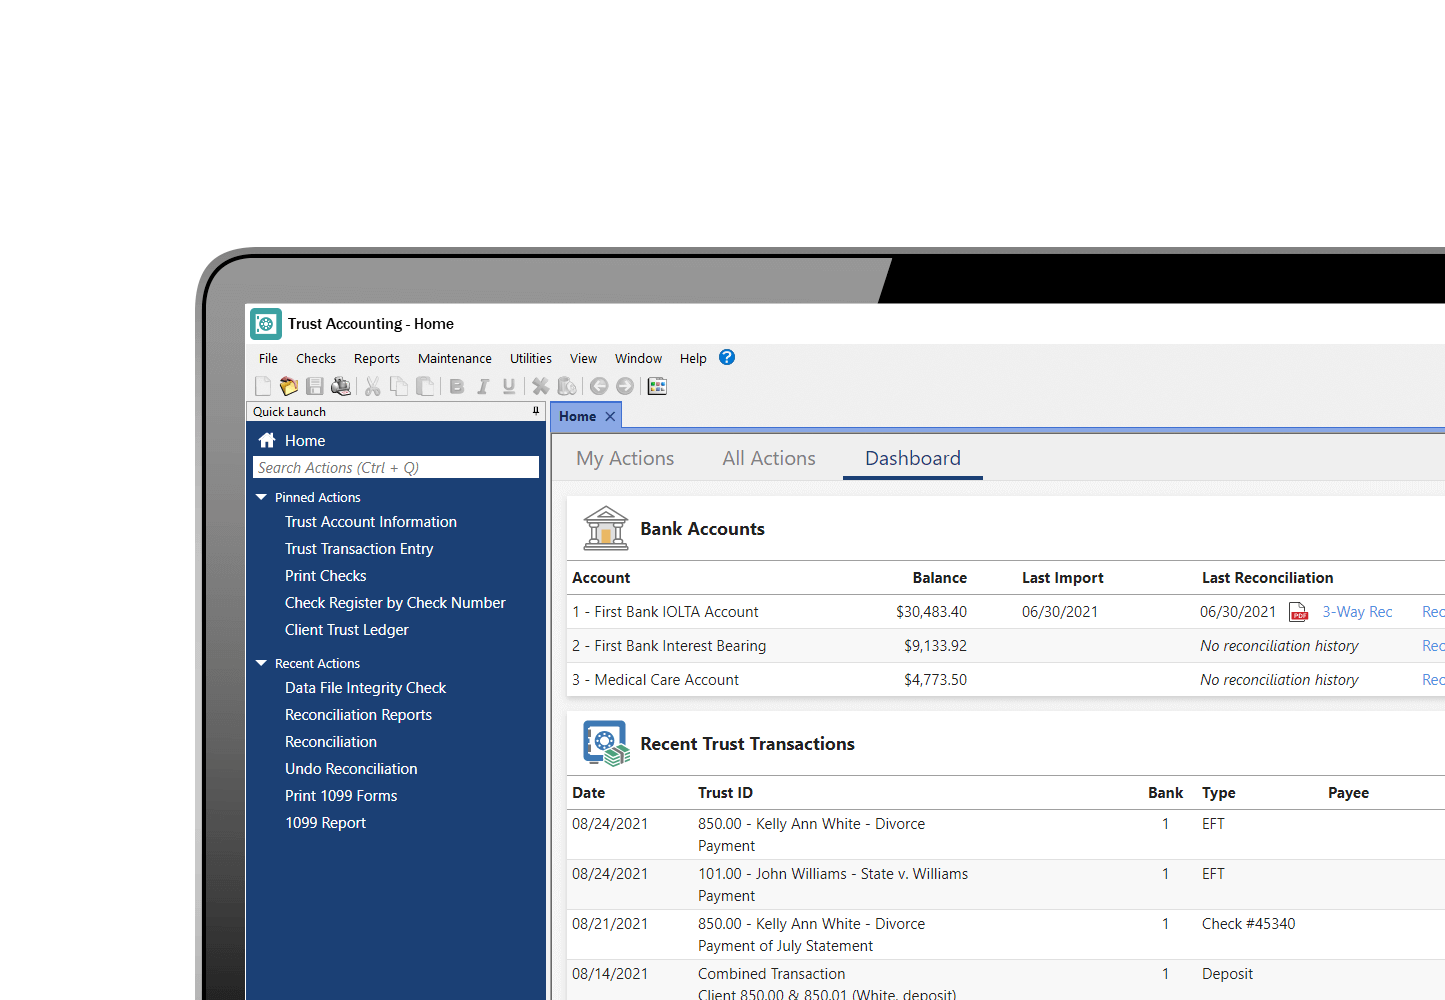 Trust Accounting - Home
File Checks Reports Maintenance Utilities View Window Help ?
B I U
Quick Launch
Home
Search Actions (Ctrl + Q)
Pinned Actions
Trust Account Information
Trust Transaction Entry
Print Checks
Check Register by Check Number
Client Trust Ledger
Recent Actions
Data File Integrity Check
Reconciliation Reports
Reconciliation
Undo Reconciliation
Print 1099 Forms
1099 Report
Home
My Actions All Actions Dashboard
Bank Accounts
Account Balance Last Import Last Reconciliation
1 - First Bank IOLTA Account $30,483.40 06/30/2021 06/30/2021 PDF 3-Way Rec Rec
2 - First Bank Interest Bearing $9,133.92 No reconciliation history Rec
3 - Medical Care Account $4,773.50 No reconciliation history Rec
Recent Trust Transactions
Date Trust ID Bank Type Payee
08/24/2021 850.00 - Kelly Ann White - Divorce 1 EFT
Payment
08/24/2021 101.00 - John Williams - State v. Williams 1 EFT
Payment
08/21/2021 850.00 - Kelly Ann White - Divorce 1 Check #45340
Payment of July Statement
08/14/2021 Combined Transaction 1 Deposit
Client 850.00 & 850.01 (White, deposit)